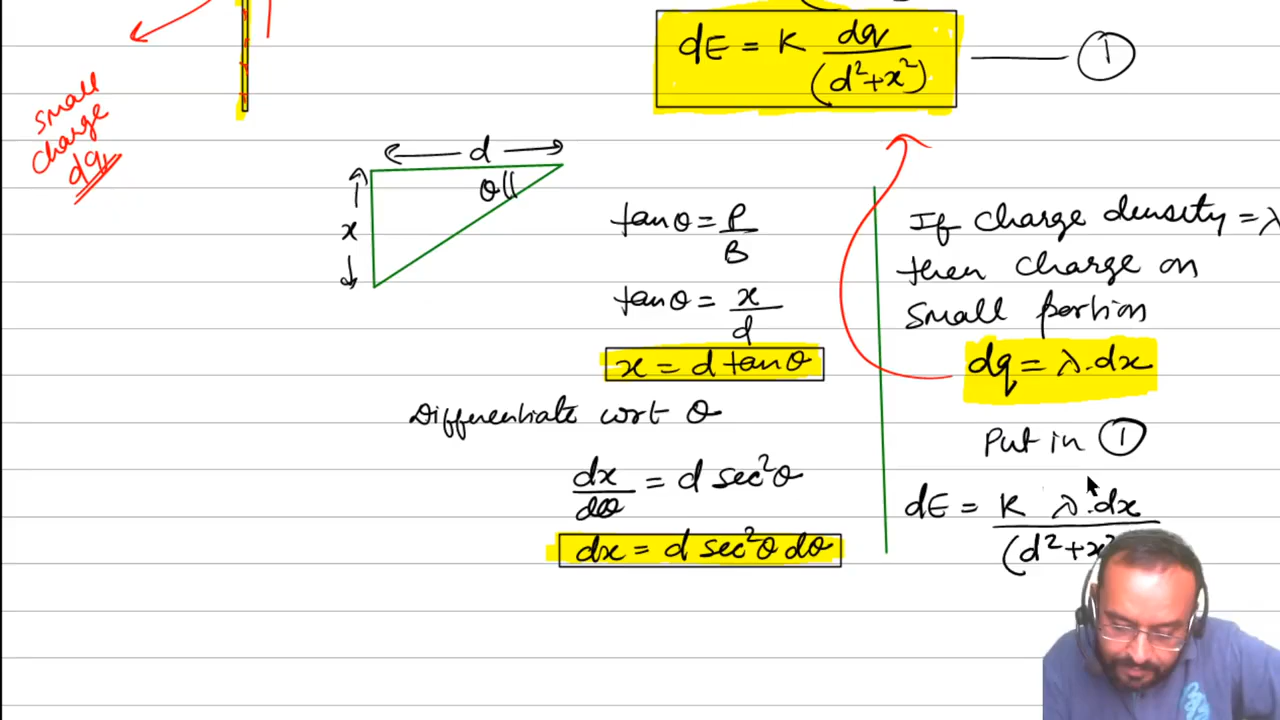 dE = K dq/(d²+x²) —— ①
small
charge
dq
d
θ
x
tanθ = P/B
tanθ = x/d
x = d tanθ
Differentiate wrt θ
dx/dθ = d sec²θ
dx = d sec²θ dθ
If charge density = λ
then charge on
small portion
dq = λ.dx
Put in ①
dE = K λ.dx/(d²+x²